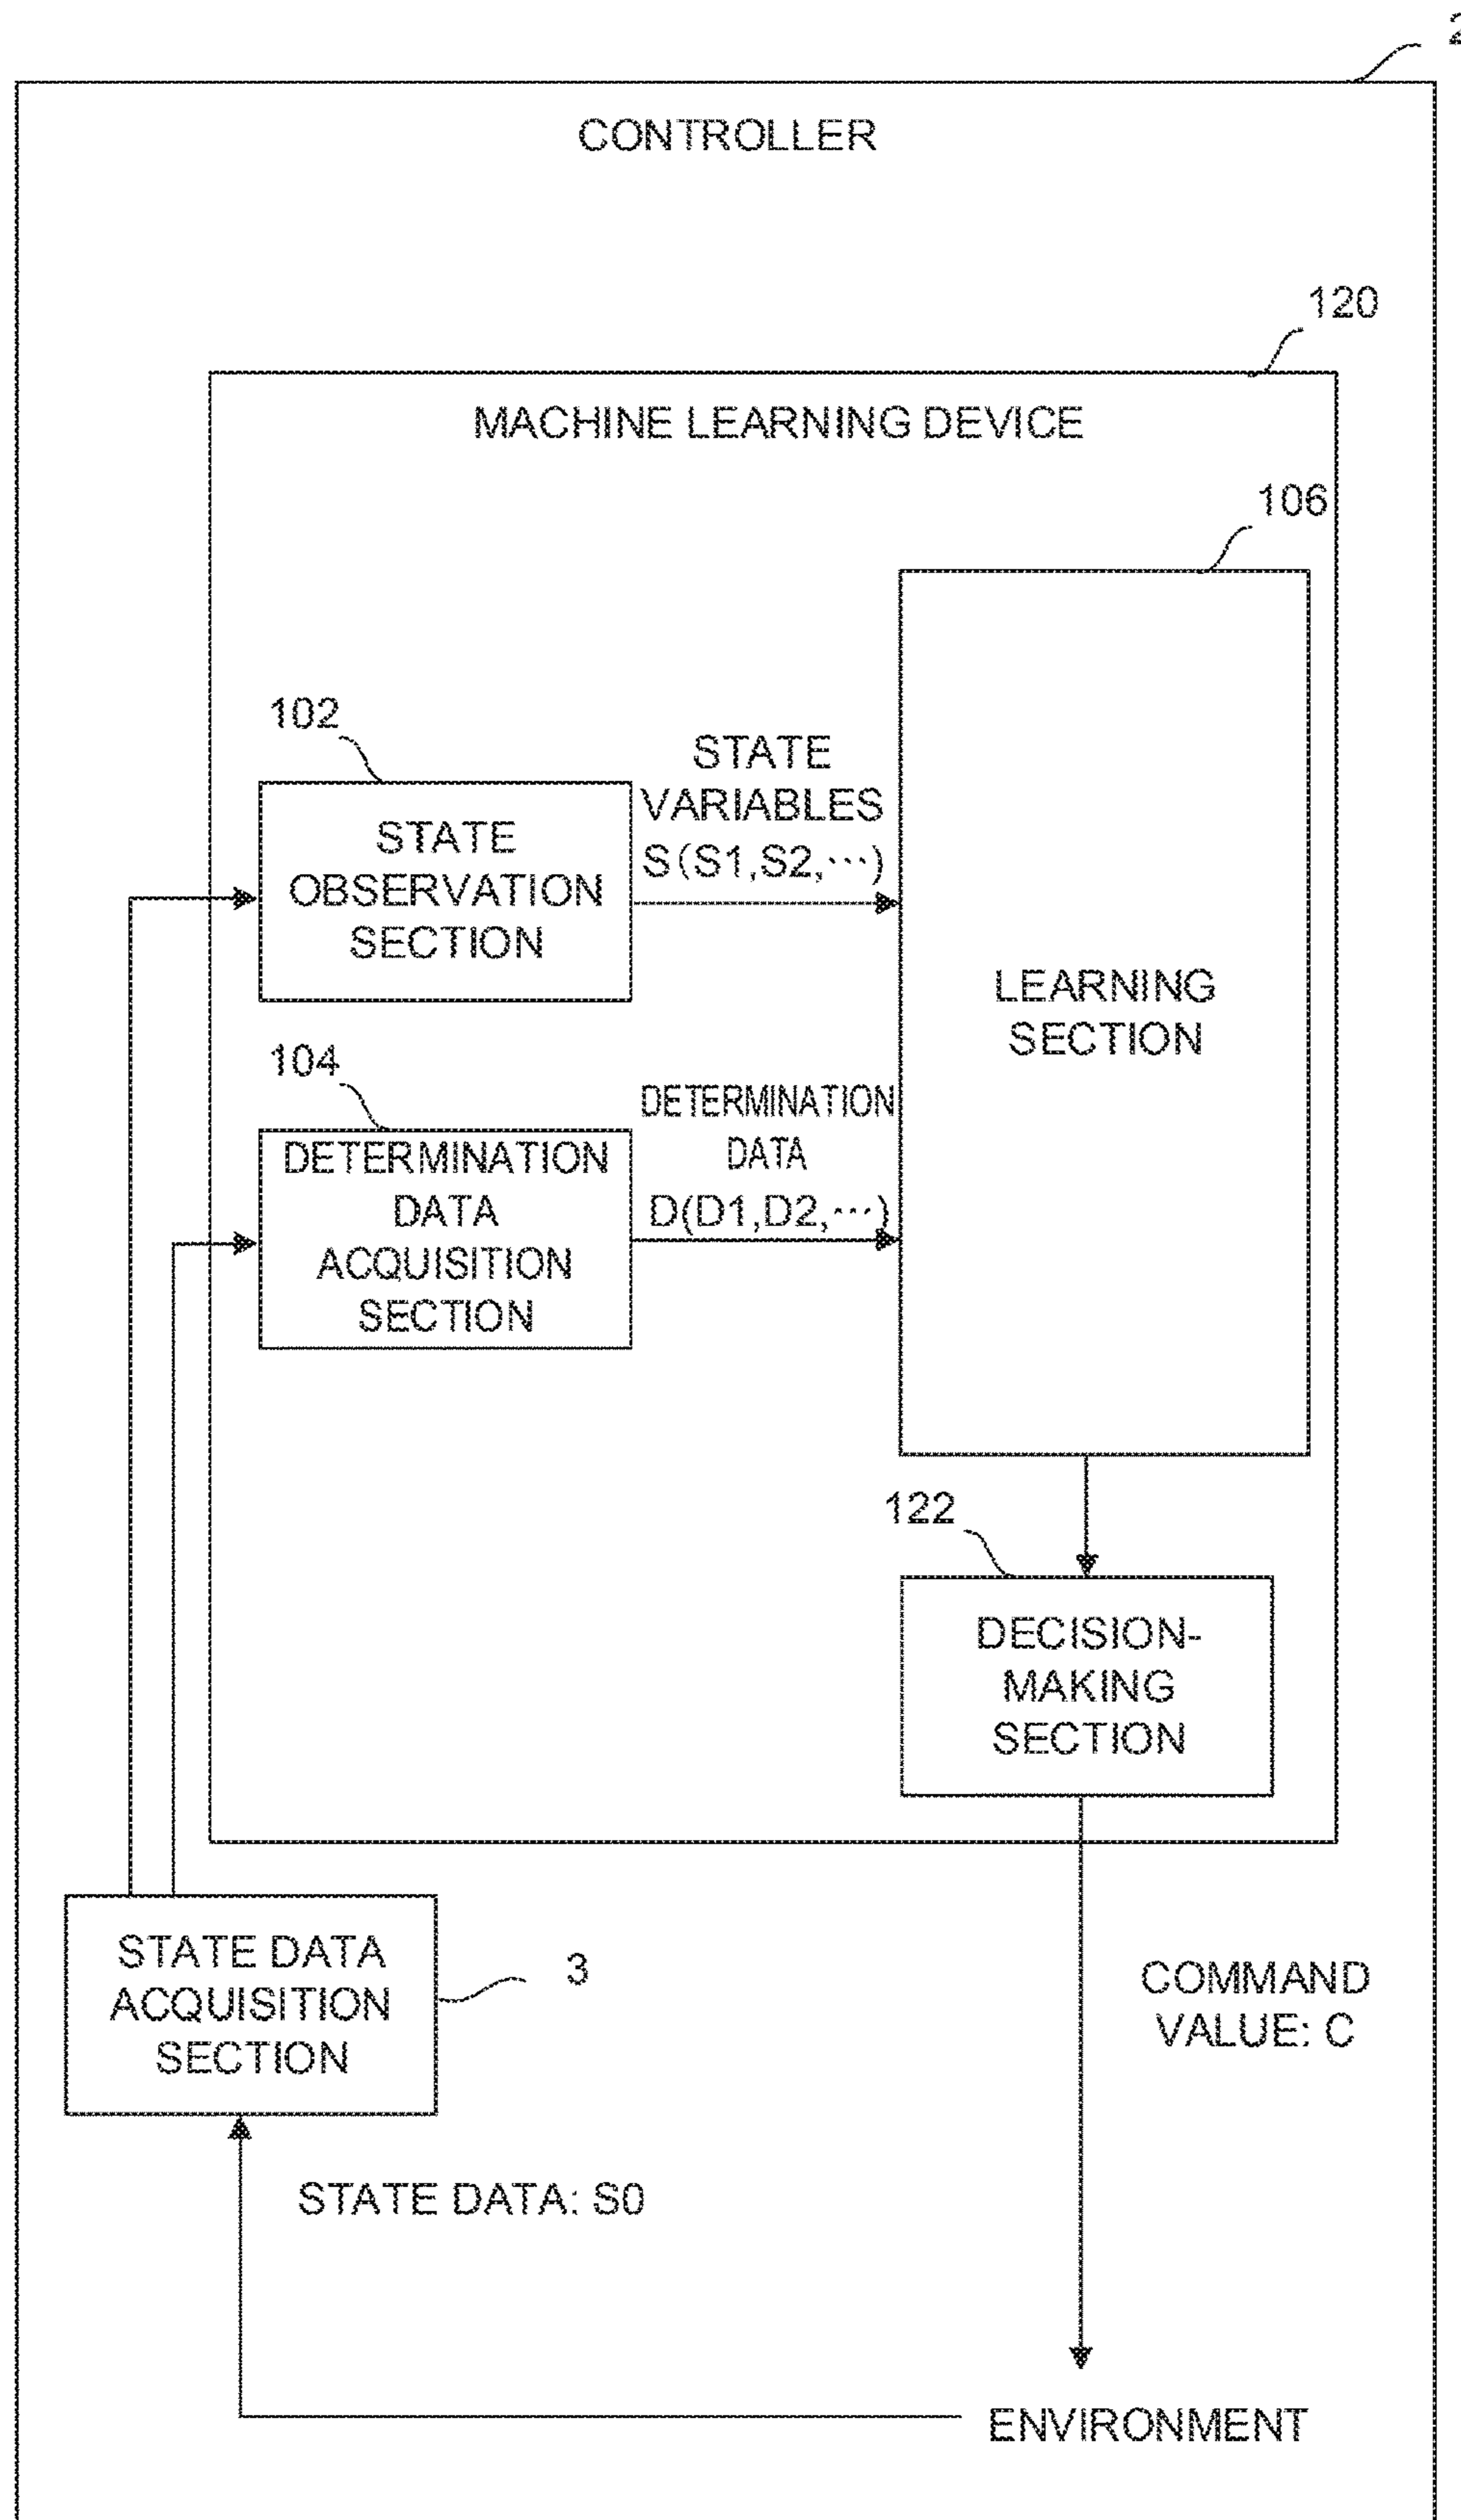 2
CONTROLLER
120
MACHINE LEARNING DEVICE
106
102
STATE
OBSERVATION
SECTION
STATE
VARIABLES
S(S1,S2,···)
LEARNING
SECTION
104
DETERMINATION
DATA
ACQUISITION
SECTION
DETERMINATION
DATA
D(D1,D2,···)
122
DECISION-
MAKING
SECTION
STATE DATA
ACQUISITION
SECTION
3
COMMAND
VALUE: C
STATE DATA: S0
ENVIRONMENT